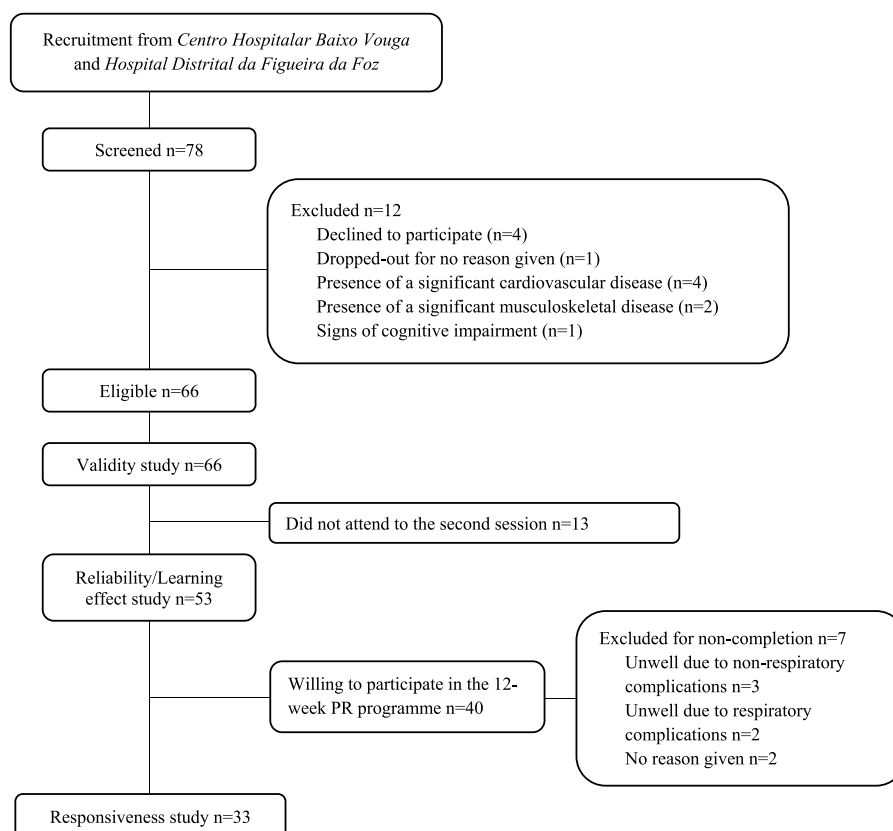 Recruitment from Centro Hospitalar Baixo Vouga
and Hospital Distrital da Figueira da Foz
Screened n=78
Excluded n=12
Declined to participate (n=4)
Dropped-out for no reason given (n=1)
Presence of a significant cardiovascular disease (n=4)
Presence of a significant musculoskeletal disease (n=2)
Signs of cognitive impairment (n=1)
Eligible n=66
Validity study n=66
Did not attend to the second session n=13
Reliability/Learning
effect study n=53
Willing to participate in the 12-
week PR programme n=40
Excluded for non-completion n=7
Unwell due to non-respiratory
complications n=3
Unwell due to respiratory
complications n=2
No reason given n=2
Responsiveness study n=33